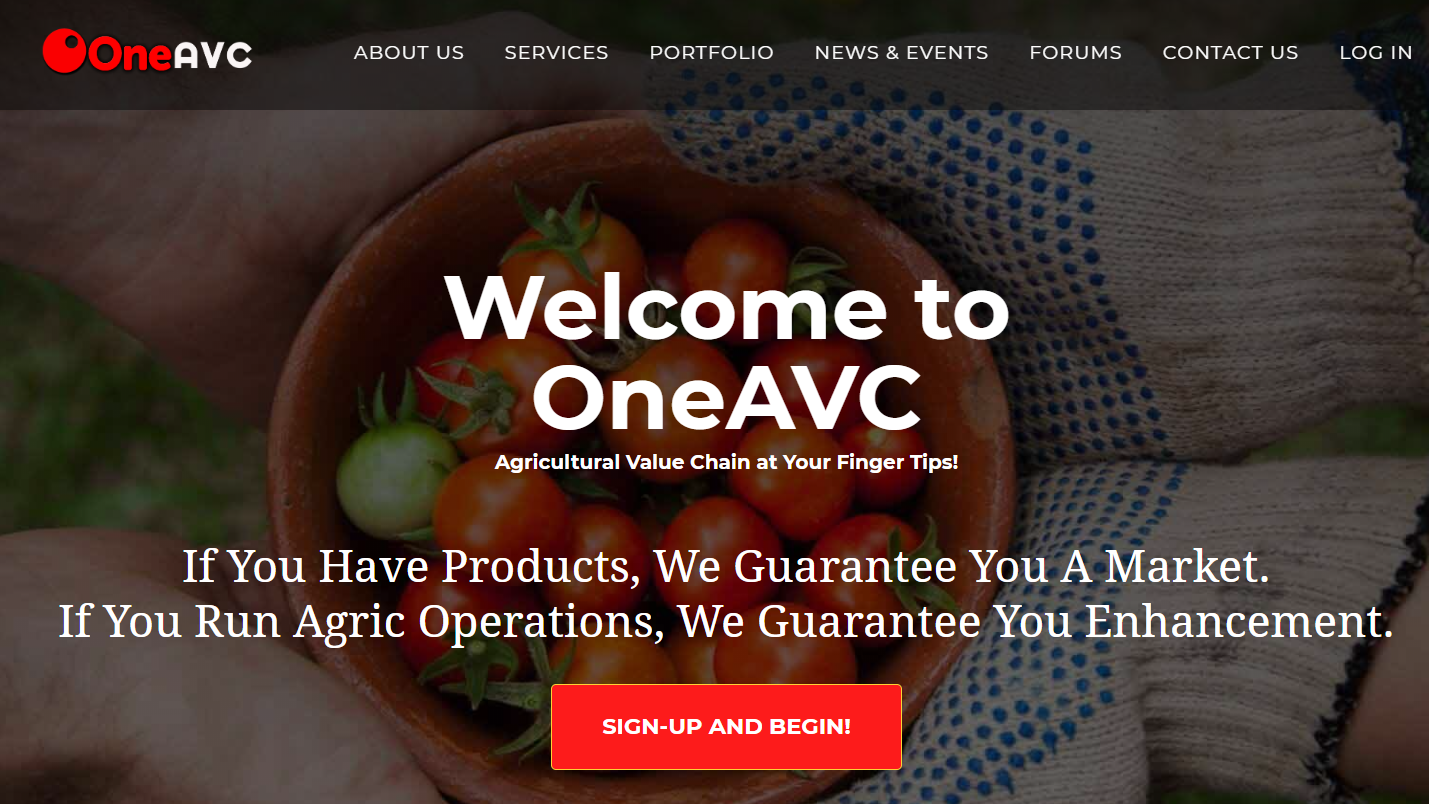 OneAVC
ABOUT US
SERVICES
PORTFOLIO
NEWS & EVENTS
FORUMS
CONTACT US
LOG IN
Welcome to
OneAVC
Agricultural Value Chain at Your Finger Tips!
If You Have Products, We Guarantee You A Market.
If You Run Agric Operations, We Guarantee You Enhancement.
SIGN-UP AND BEGIN!